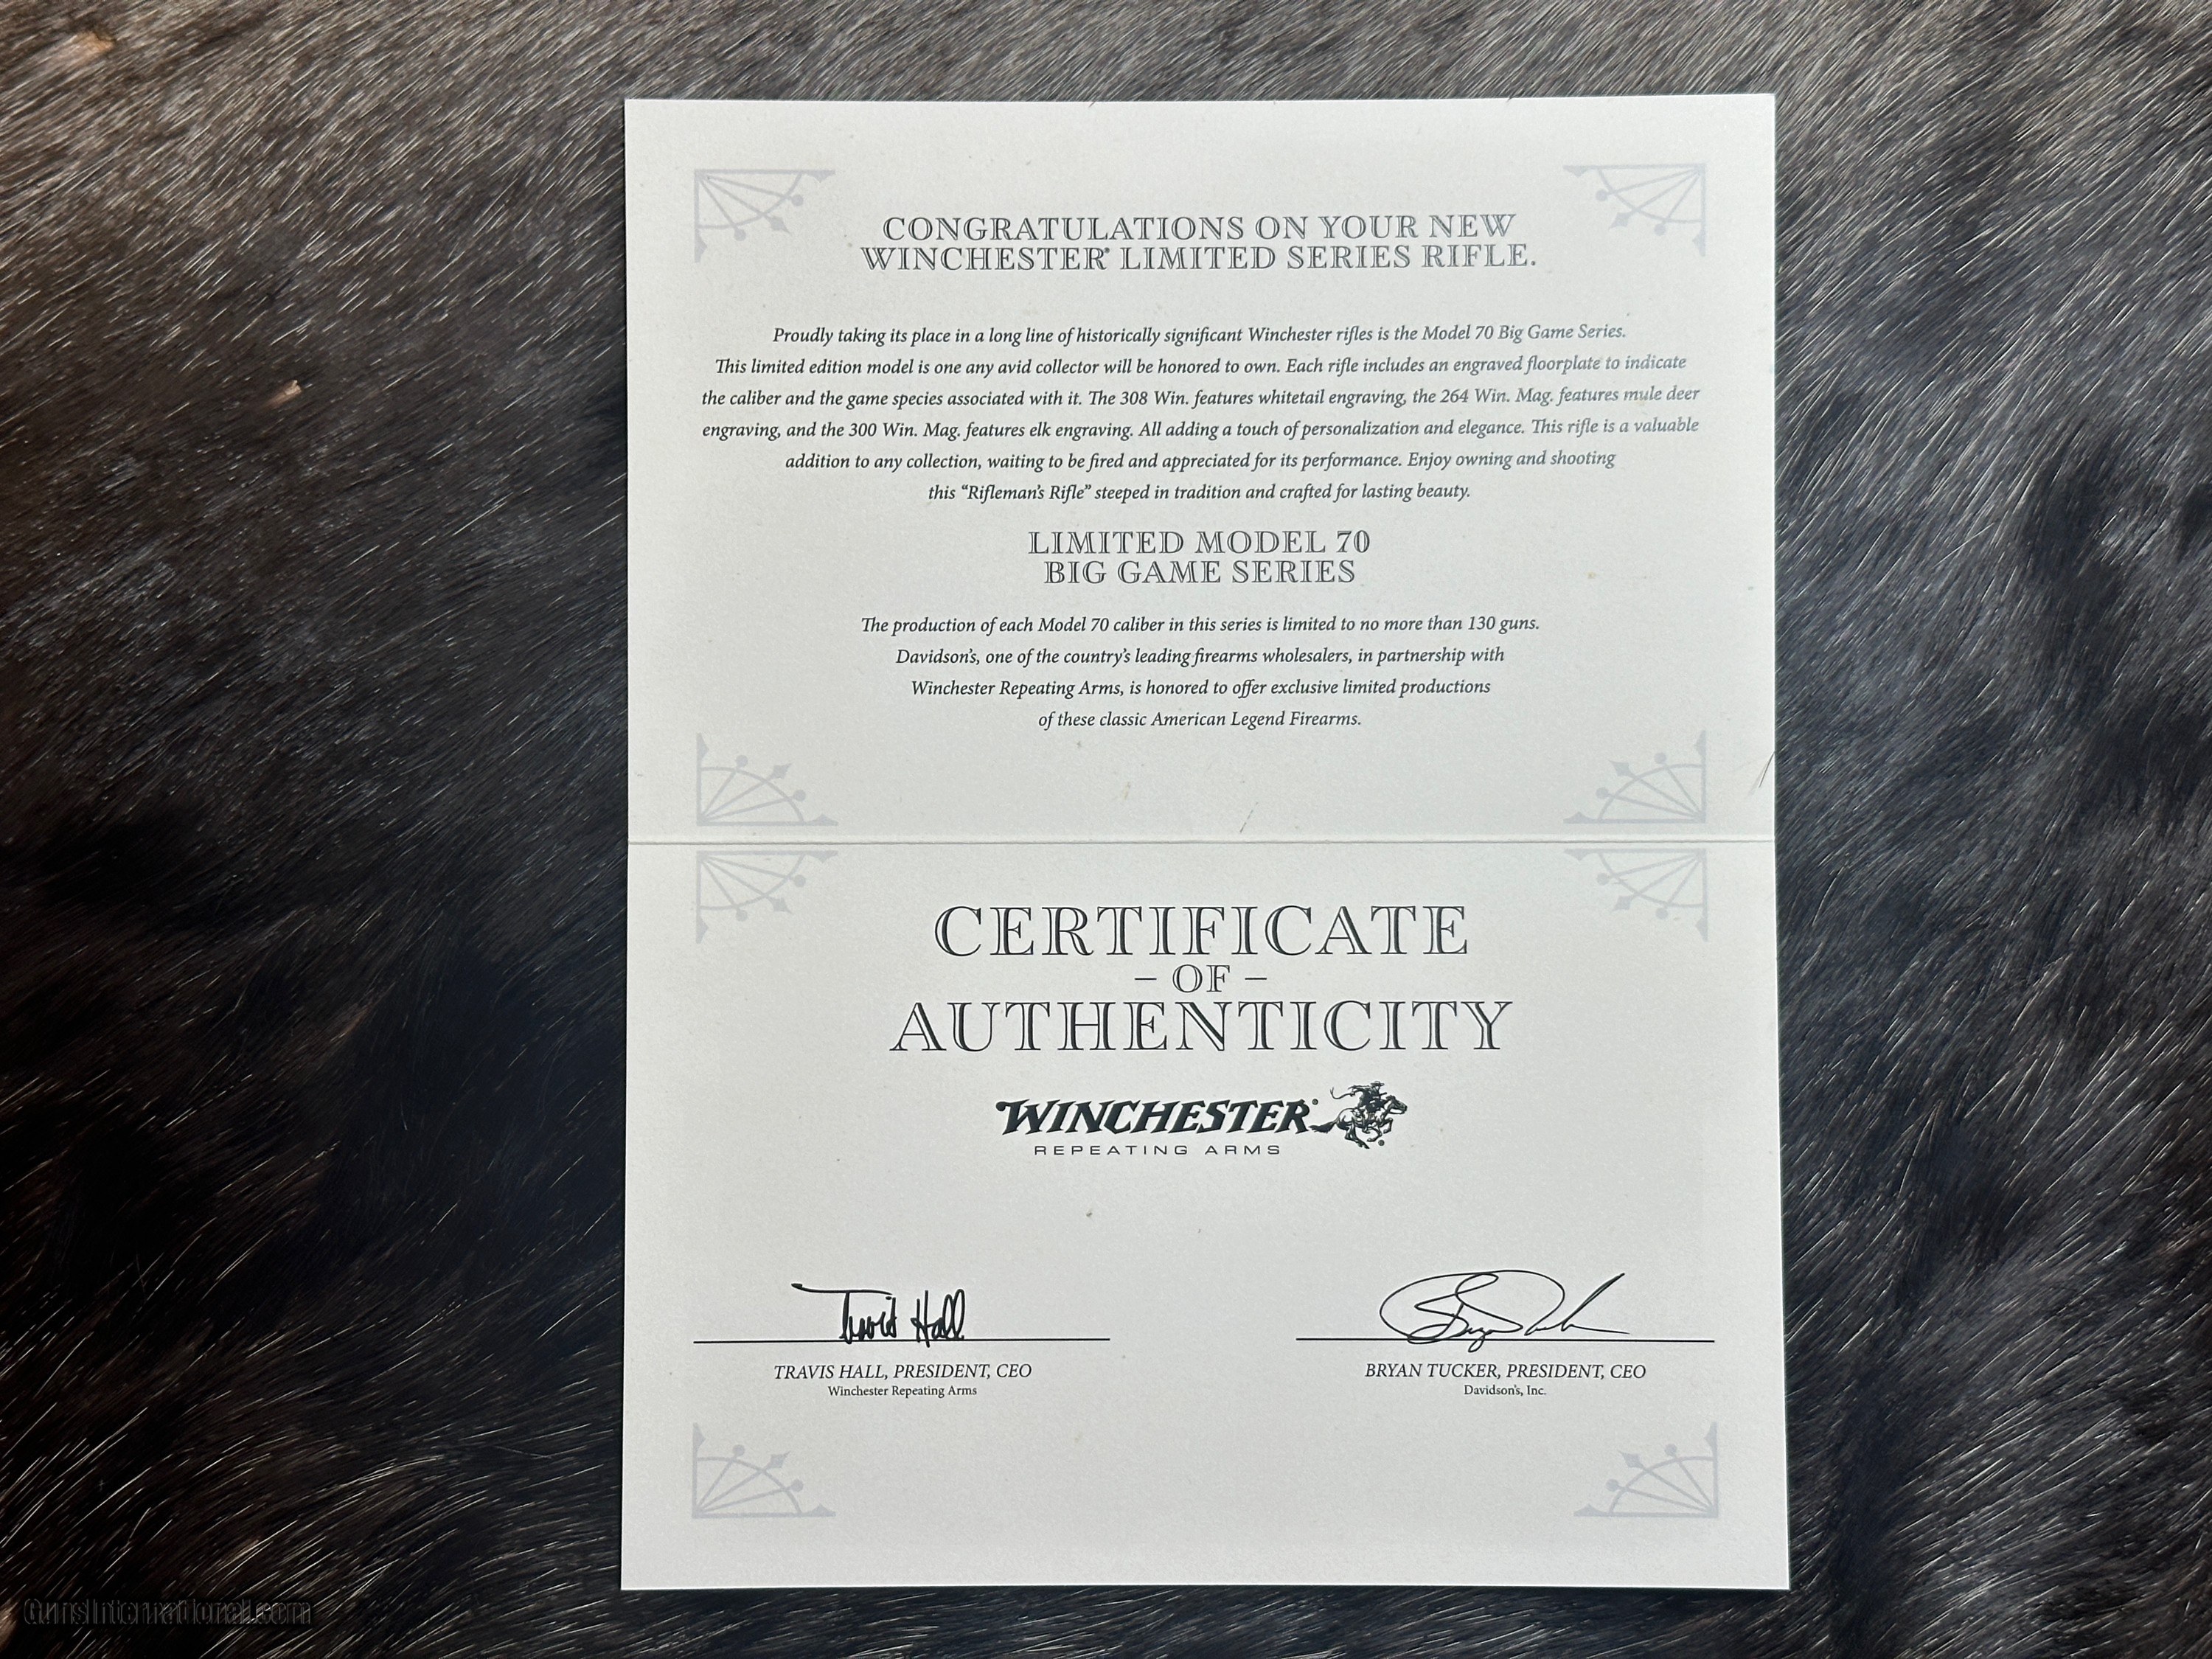 CONGRATULATIONS ON YOUR NEW
WINCHESTER® LIMITED SERIES RIFLE.
Proudly taking its place in a long line of historically significant Winchester rifles is the Model 70 Big Game Series.
This limited edition model is one any avid collector will be honored to own. Each rifle includes an engraved floorplate to indicate
the caliber and the game species associated with it. The 308 Win. features whitetail engraving, the 264 Win. Mag. features mule deer
engraving, and the 300 Win. Mag. features elk engraving. All adding a touch of personalization and elegance. This rifle is a valuable
addition to any collection, waiting to be fired and appreciated for its performance. Enjoy owning and shooting
this “Rifleman’s Rifle” steeped in tradition and crafted for lasting beauty.
LIMITED MODEL 70
BIG GAME SERIES
The production of each Model 70 caliber in this series is limited to no more than 130 guns.
Davidson’s, one of the country’s leading firearms wholesalers, in partnership with
Winchester Repeating Arms, is honored to offer exclusive limited productions
of these classic American Legend Firearms.
CERTIFICATE
– OF –
AUTHENTICITY
WINCHESTER®
REPEATING ARMS
Travis Hall
TRAVIS HALL, PRESIDENT, CEO
Winchester Repeating Arms
BRYAN TUCKER, PRESIDENT, CEO
Davidson’s, Inc.
GunsInternational.com